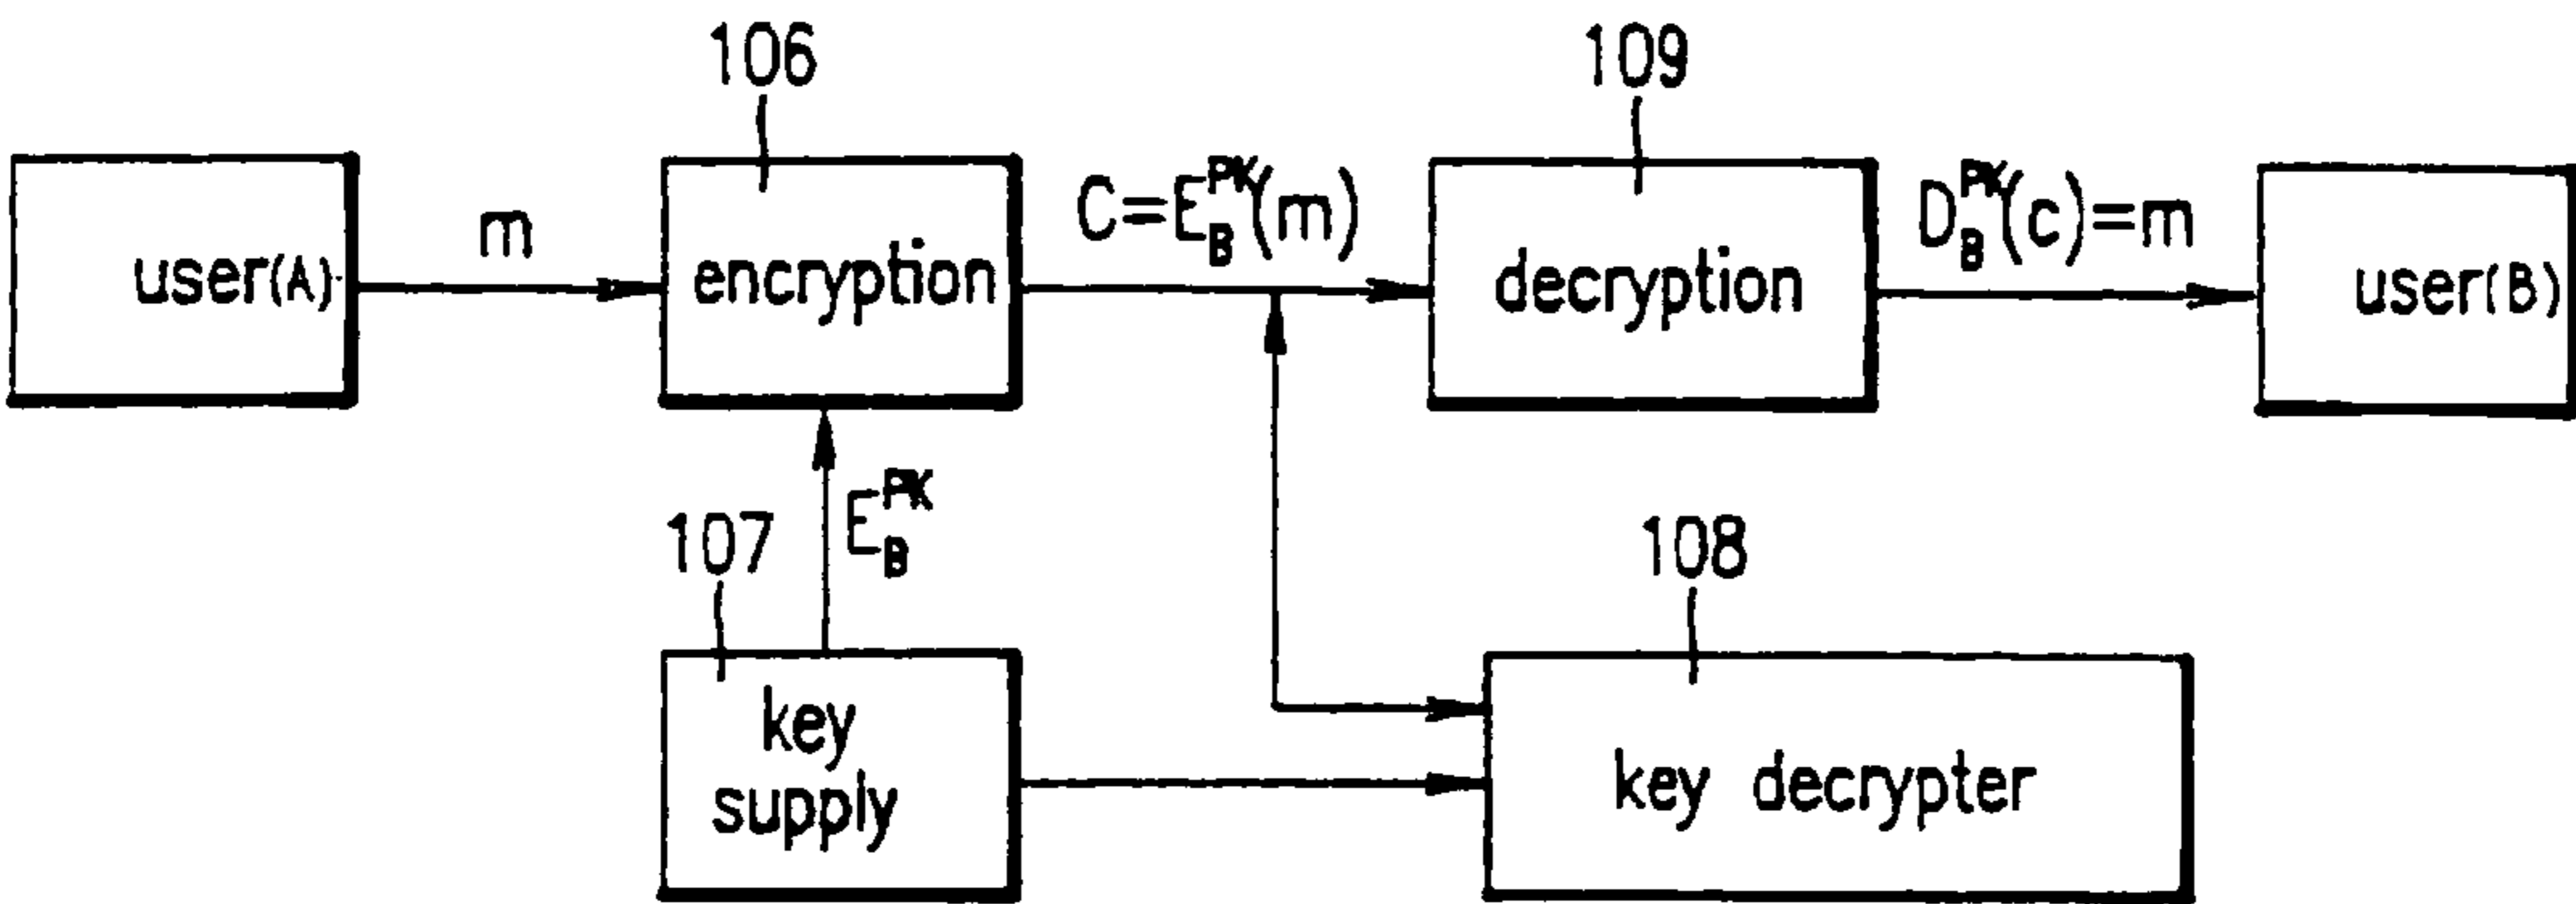 106
109
user(A)
m
encryption
C=E_B^PK(m)
decryption
D_B^PK(c)=m
user(B)
107
E_B^PK
108
key
supply
key decrypter